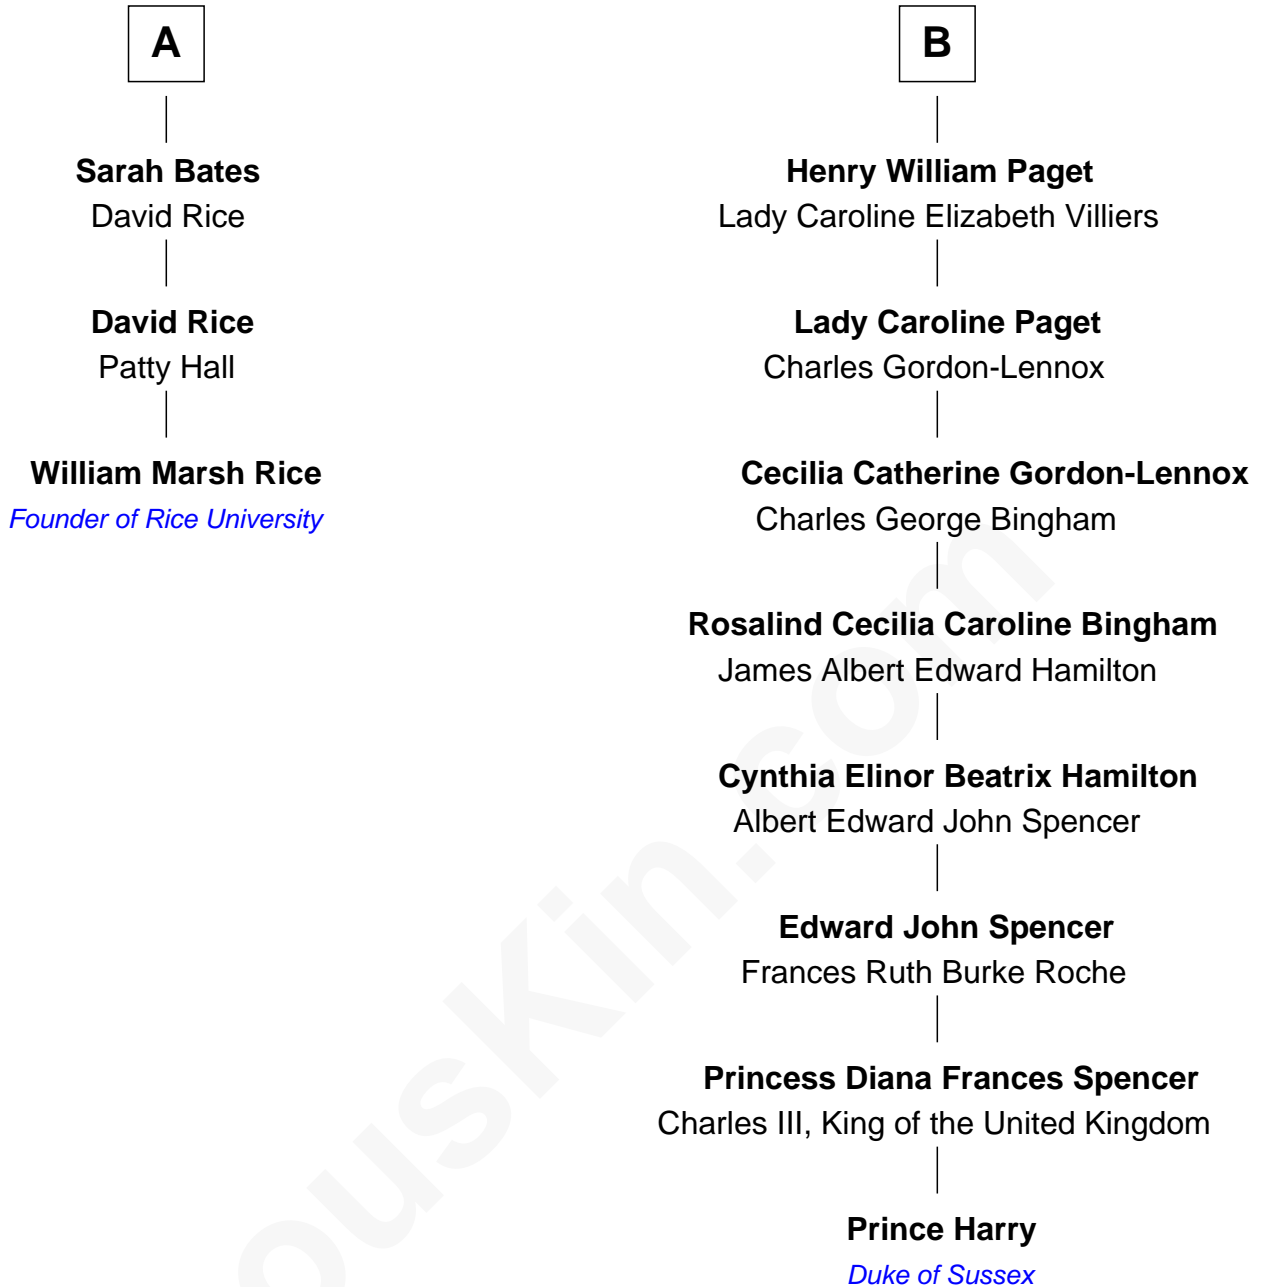 A
Sarah Bates
David Rice
David Rice
Patty Hall
William Marsh Rice
Founder of Rice University
B
Henry William Paget
Lady Caroline Elizabeth Villiers
Lady Caroline Paget
Charles Gordon-Lennox
Cecilia Catherine Gordon-Lennox
Charles George Bingham
Rosalind Cecilia Caroline Bingham
James Albert Edward Hamilton
Cynthia Elinor Beatrix Hamilton
Albert Edward John Spencer
Edward John Spencer
Frances Ruth Burke Roche
Princess Diana Frances Spencer
Charles III, King of the United Kingdom
Prince Harry
Duke of Sussex
ousKin.com